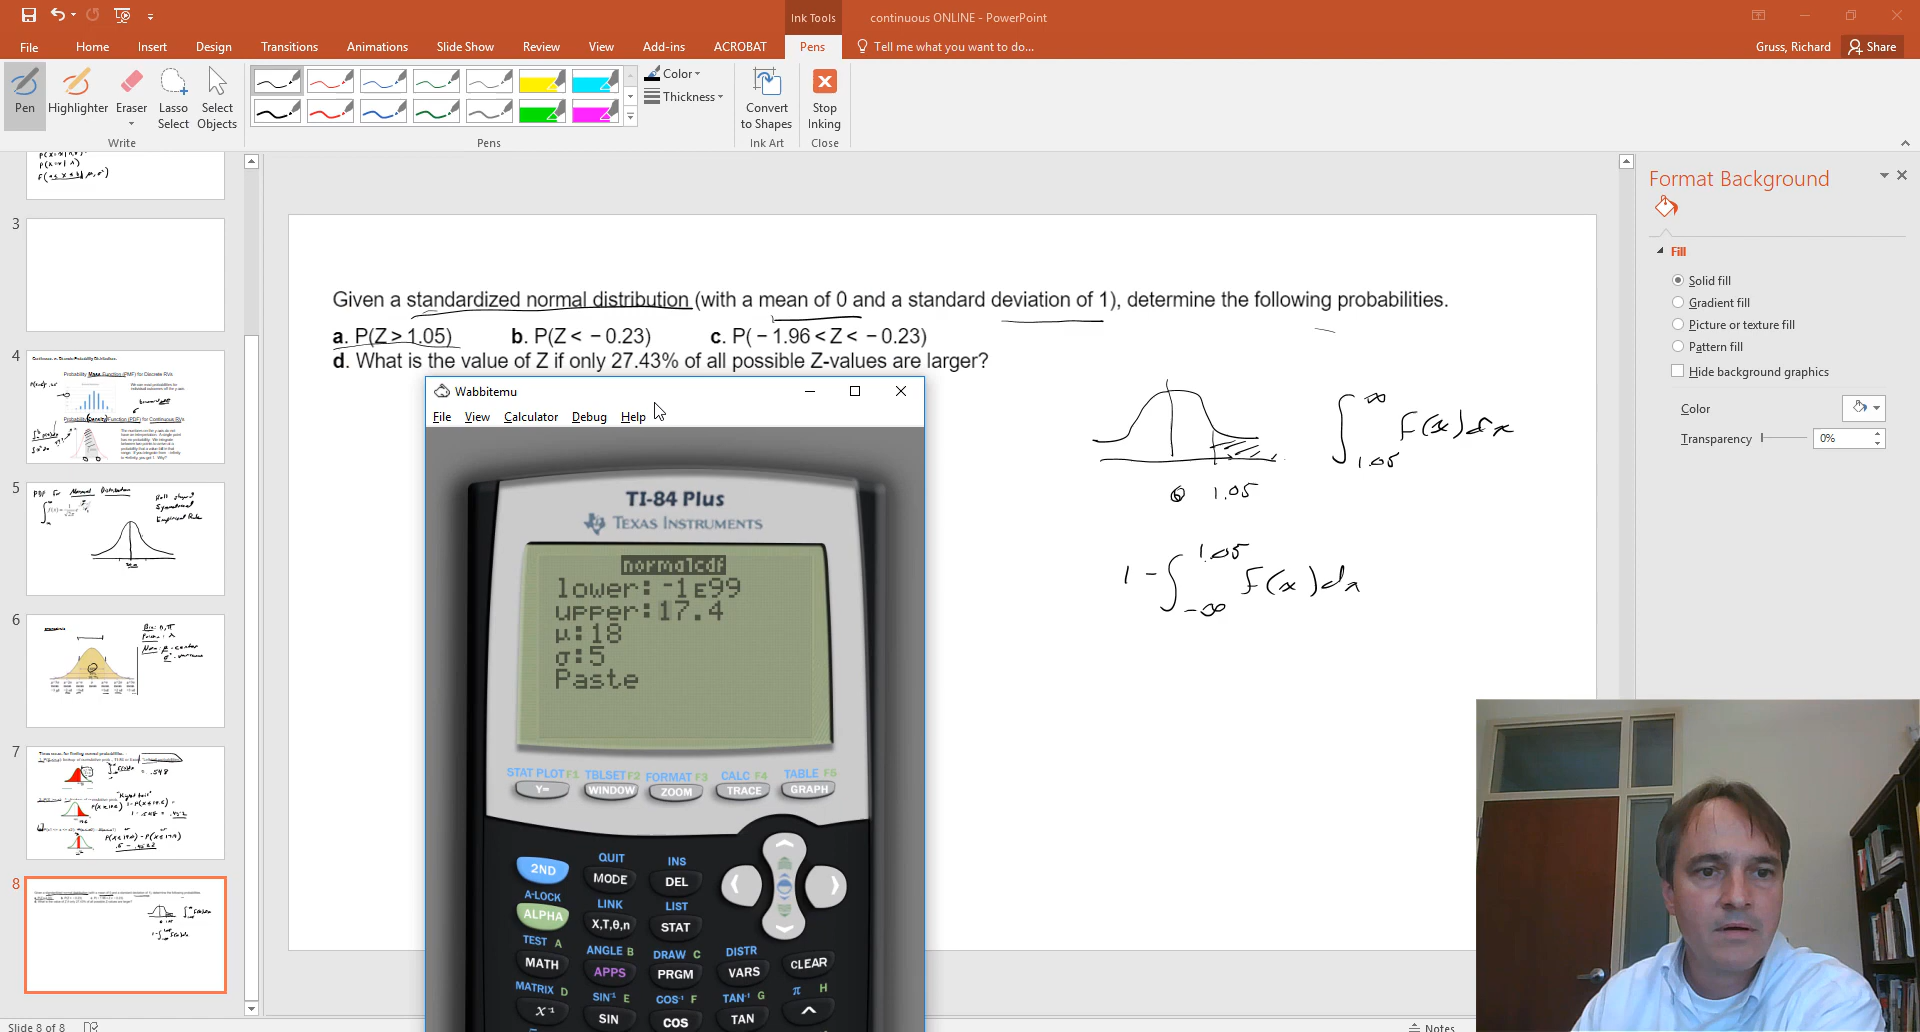 Ink Tools
continuous ONLINE - PowerPoint
File Home Insert Design Transitions Animations Slide Show Review View Add-ins ACROBAT Pens Tell me what you want to do...
Gruss, Richard Share
Pen Highlighter Eraser Lasso Select Select Objects
Color
Thickness
Convert to Shapes
Stop Inking
Write Pens Ink Art Close
3
4
5
6
7
8
Given a standardized normal distribution (with a mean of 0 and a standard deviation of 1), determine the following probabilities.
a. P(Z > 1.05) b. P(Z < − 0.23) c. P( − 1.96 < Z < − 0.23)
d. What is the value of Z if only 27.43% of all possible Z-values are larger?
0 1.05
∫ ∞ 1.05 F(x)dx
1 - ∫ 1.05 -∞ F(x)dx
Wabbitemu
File View Calculator Debug Help
TI-84 Plus
TEXAS INSTRUMENTS
normalcdf
lower: -1E99
upper:17.4
μ:18
σ:5
Paste
STAT PLOT F1 TBLSET F2 FORMAT F3 CALC F4 TABLE F5
Y= WINDOW ZOOM TRACE GRAPH
QUIT INS
2ND MODE DEL
A-LOCK LINK LIST
ALPHA X,T,θ,n STAT
TEST A ANGLE B DRAW C DISTR
MATH APPS PRGM VARS CLEAR
MATRIX D SIN⁻¹ E COS⁻¹ F TAN⁻¹ G π H
X⁻¹ SIN COS TAN ^
Format Background
Fill
Solid fill
Gradient fill
Picture or texture fill
Pattern fill
Hide background graphics
Color
Transparency 0%
Slide 8 of 8
Notes